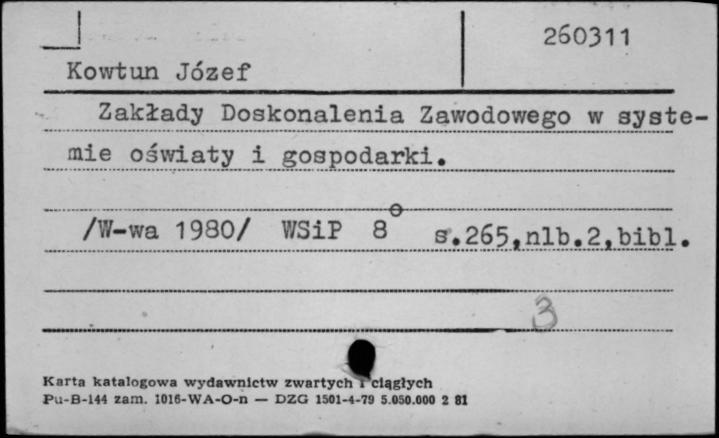 260311
Kowtun Józef
Zakłady Doskonalenia Zawodowego w syste-
mie oświaty i gospodarki.
/W-wa 1980/ WSiP 8° s.265,nlb.2,bibl.
3
Karta katalogowa wydawnictw zwartych i ciągłych
Pu-B-144 zam. 1016-WA-O-n — DZG 1501-4-79 5.050.000 2 81